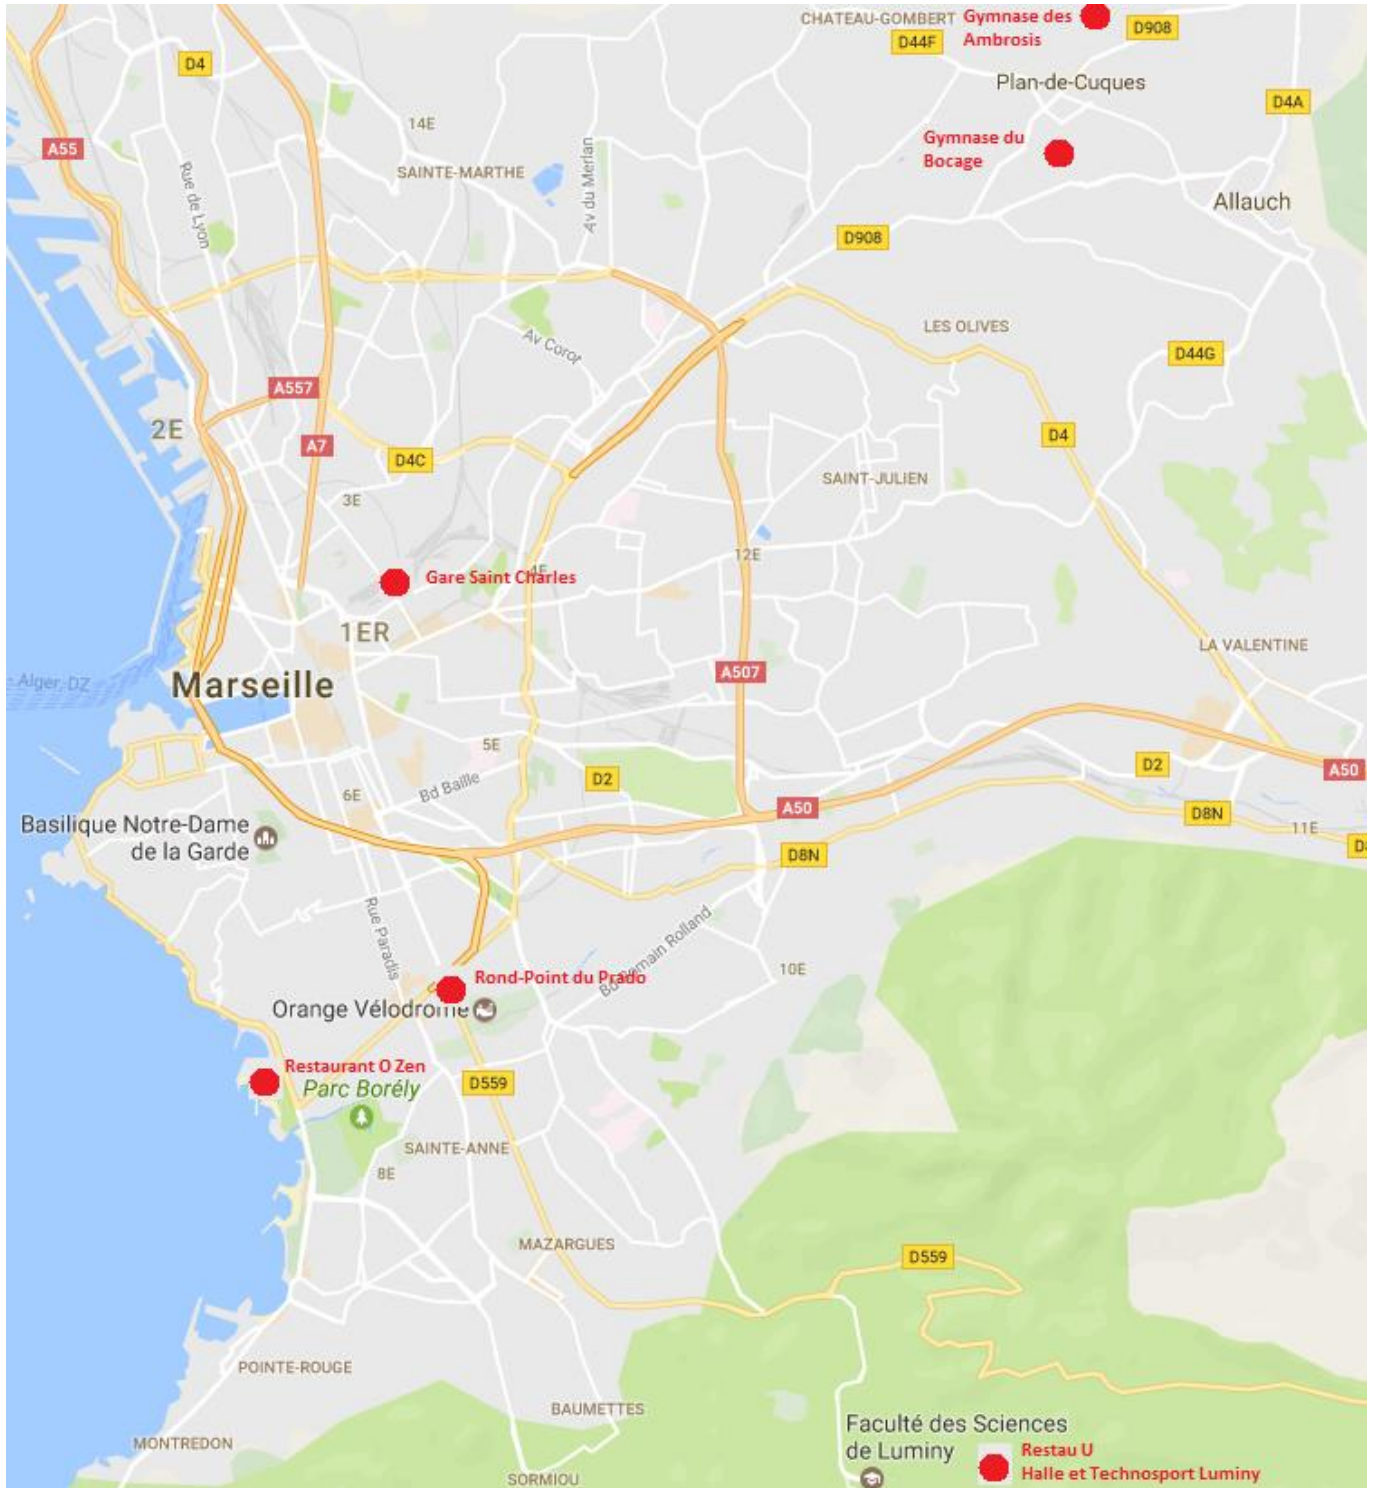 CHATEAU-GOMBERT
Gymnase des
Ambrosis
D908
D44F
D4
Plan-de-Cuques
D4A
14E
A55
Gymnase du
Bocage
SAINTE-MARTHE
Av du Merlan
Rue de Lyon
Allauch
D908
LES OLIVES
Av Corot
D44G
A557
2E
A7
D4
D4C
SAINT-JULIEN
3E
12E
4E
Gare Saint Charles
1ER
LA VALENTINE
A507
Alger, DZ
Marseille
5E
D2
D2
A50
Bd Baille
6E
A50
D8N
Basilique Notre-Dame
de la Garde
11E
D8N
Rue Paradis
Bd Romain Rolland
10E
Rond-Point du Prado
Orange Vélodrome
Restaurant O Zen
Parc Borély
D559
SAINTE-ANNE
8E
MAZARGUES
D559
POINTE-ROUGE
BAUMETTES
Faculté des Sciences
de Luminy
MONTREDON
Restau U
Halle et Technosport Luminy
SORMIOU